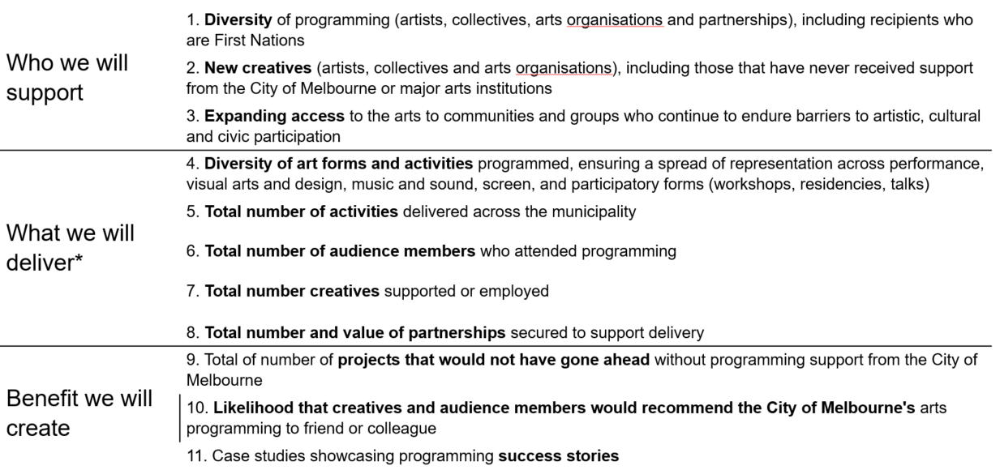 Who we will
support
1. Diversity of programming (artists, collectives, arts organisations and partnerships), including recipients who
are First Nations
2. New creatives (artists, collectives and arts organisations), including those that have never received support
from the City of Melbourne or major arts institutions
3. Expanding access to the arts to communities and groups who continue to endure barriers to artistic, cultural
and civic participation
What we will
deliver*
4. Diversity of art forms and activities programmed, ensuring a spread of representation across performance,
visual arts and design, music and sound, screen, and participatory forms (workshops, residencies, talks)
5. Total number of activities delivered across the municipality
6. Total number of audience members who attended programming
7. Total number creatives supported or employed
8. Total number and value of partnerships secured to support delivery
Benefit we will
create
9. Total of number of projects that would not have gone ahead without programming support from the City of
Melbourne
10. Likelihood that creatives and audience members would recommend the City of Melbourne's arts
programming to friend or colleague
11. Case studies showcasing programming success stories